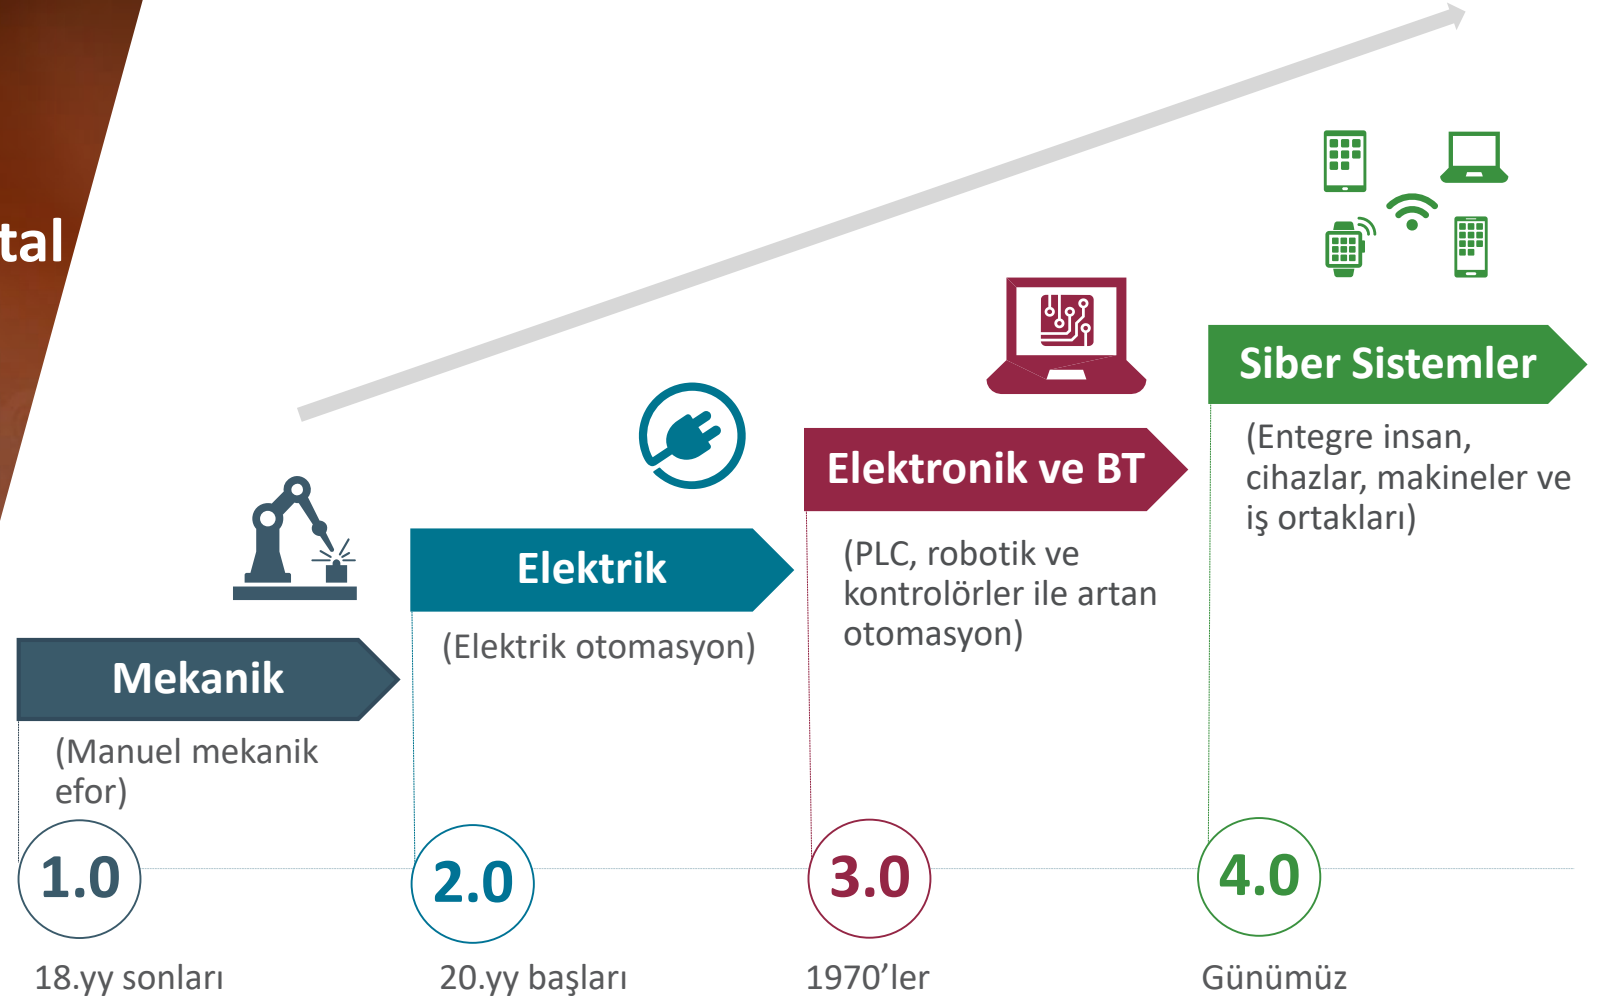 tal
Mekanik
(Manuel mekanik
efor)
1.0
18.yy sonları
Elektrik
(Elektrik otomasyon)
2.0
20.yy başları
Elektronik ve BT
(PLC, robotik ve
kontrolörler ile artan
otomasyon)
3.0
1970’ler
Siber Sistemler
(Entegre insan,
cihazlar, makineler ve
iş ortakları)
4.0
Günümüz